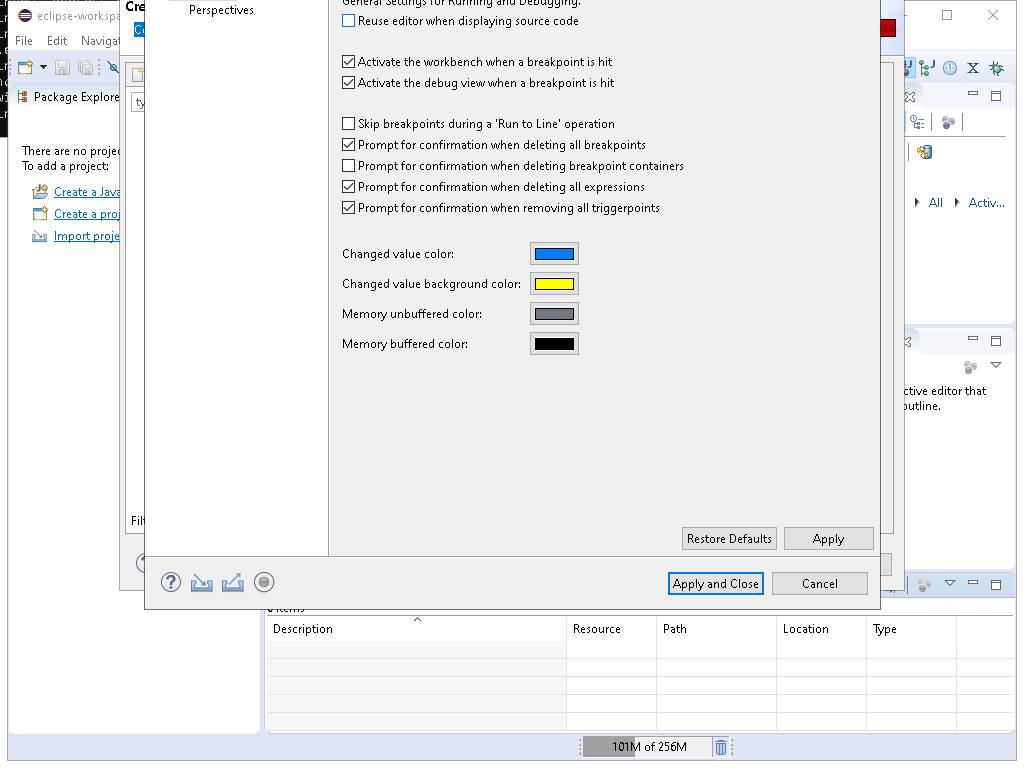 Perspectives
General Settings for Running and Debugging.
Reuse editor when displaying source code
Activate the workbench when a breakpoint is hit
Activate the debug view when a breakpoint is hit
Skip breakpoints during a 'Run to Line' operation
Prompt for confirmation when deleting all breakpoints
Prompt for confirmation when deleting breakpoint containers
Prompt for confirmation when deleting all expressions
Prompt for confirmation when removing all triggerpoints
Changed value color:
Changed value background color:
Memory unbuffered color:
Memory buffered color:
Restore Defaults Apply
Apply and Close Cancel
eclipse-workspa
Cre
File Edit Navigat
Package Explore
ty
There are no projec
To add a project:
Create a Java
Create a proj
Import proje
Filt
All Activ...
ctive editor that
outline.
Description Resource Path Location Type
101M of 256M